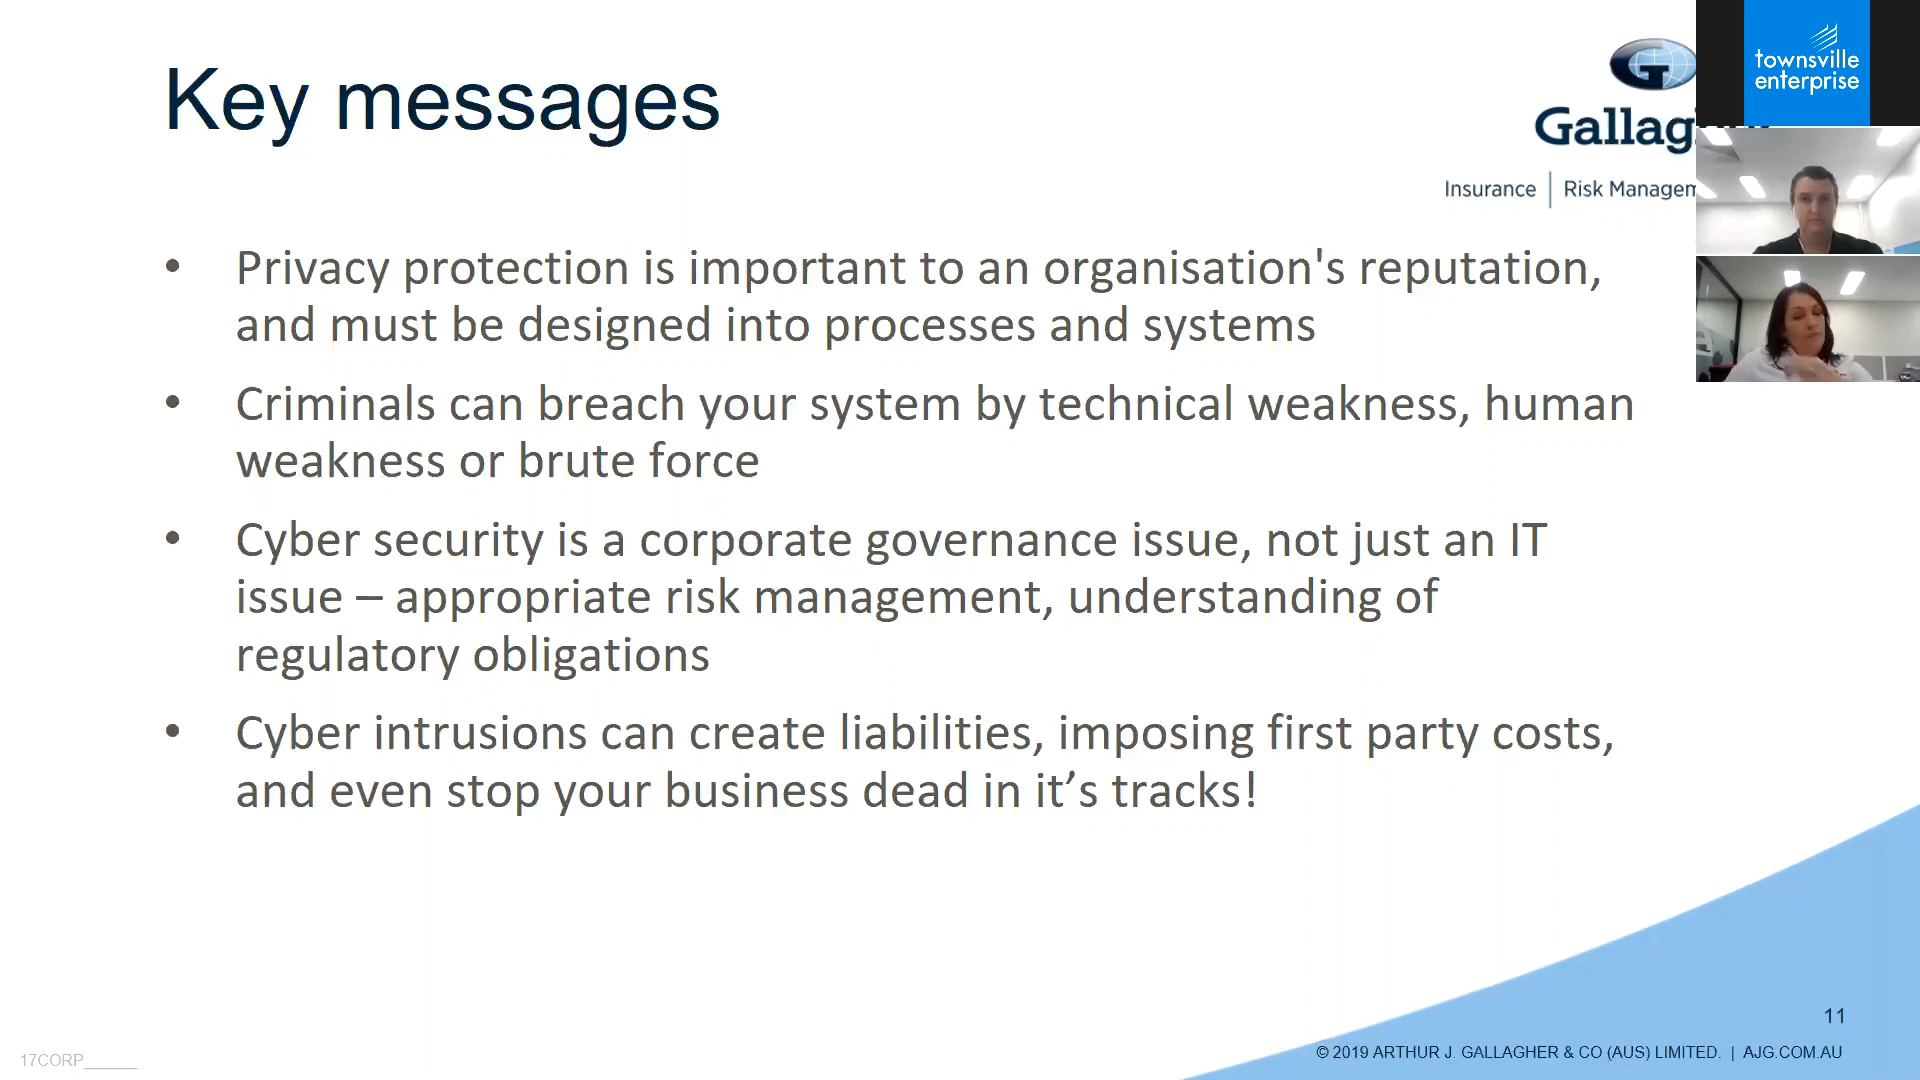 Key messages
G
Gallag
Insurance | Risk Managem
townsville
enterprise
• Privacy protection is important to an organisation's reputation,
and must be designed into processes and systems
• Criminals can breach your system by technical weakness, human
weakness or brute force
• Cyber security is a corporate governance issue, not just an IT
issue – appropriate risk management, understanding of
regulatory obligations
• Cyber intrusions can create liabilities, imposing first party costs,
and even stop your business dead in it’s tracks!
11
© 2019 ARTHUR J. GALLAGHER & CO (AUS) LIMITED. | AJG.COM.AU
17CORP______